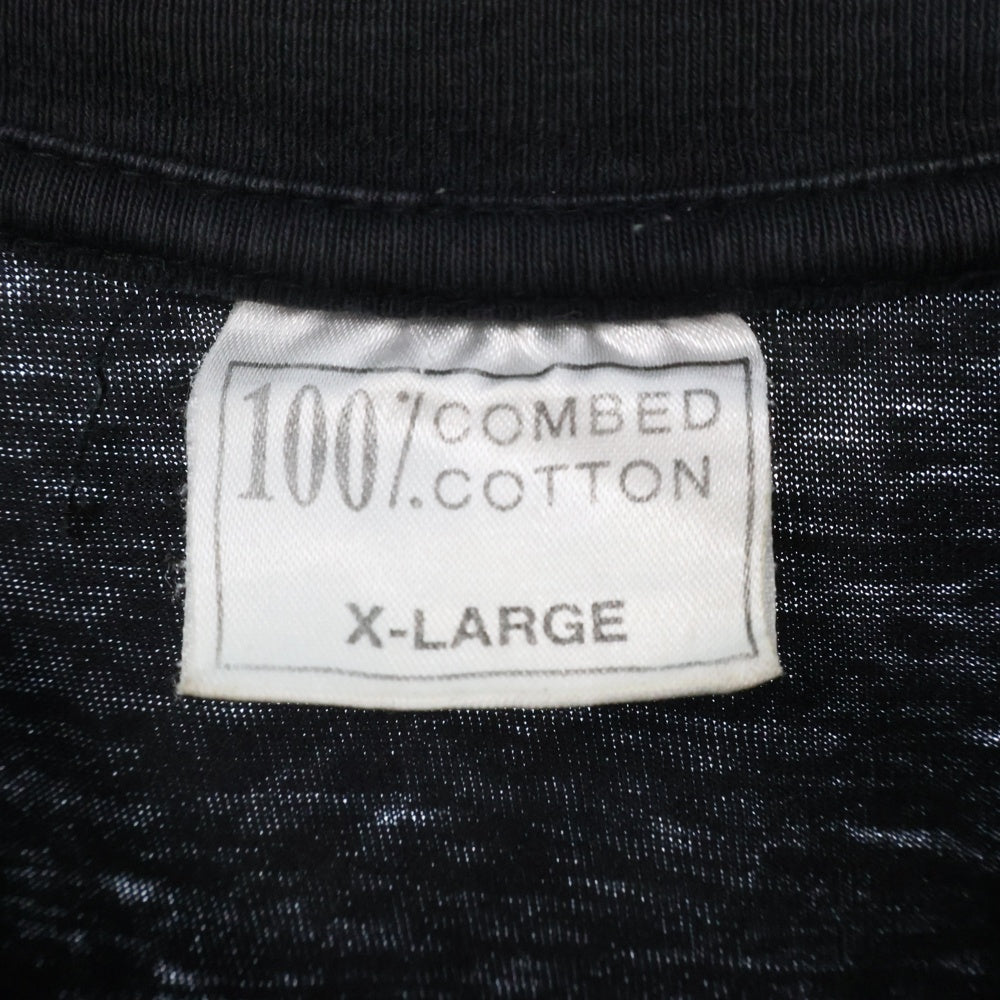 100% COMBED
COTTON
X-LARGE